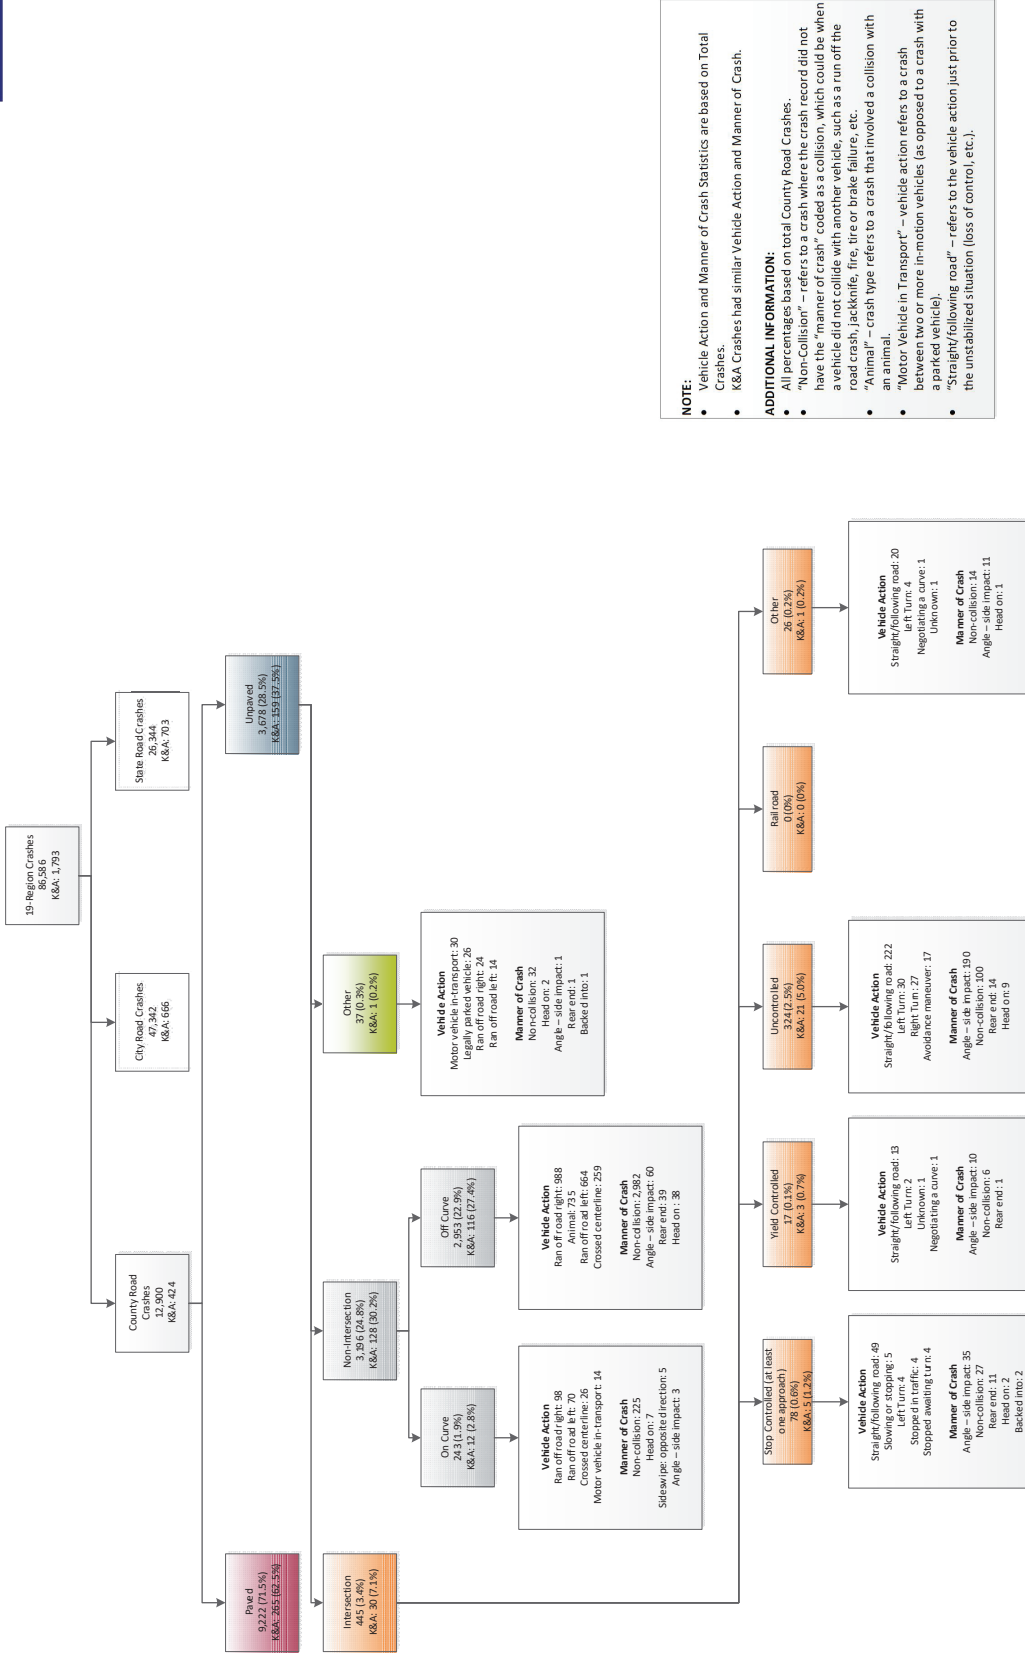 19-Region Crashes
86,586
K&A: 1,793
County Road
Crashes
12,900
K&A: 424
City Road Crashes
47,342
K&A: 666
State Road Crashes
26,344
K&A: 703
Paved
9,222 (71.5%)
K&A: 265 (62.5%)
Unpaved
3,678 (28.5%)
K&A: 159 (37.5%)
Intersection
445 (3.4%)
K&A: 30 (7.1%)
Non-Intersection
3,196 (24.8%)
K&A: 128 (30.2%)
Other
37 (0.3%)
K&A: 1 (0.2%)
On Curve
243 (1.9%)
K&A: 12 (2.8%)
Off Curve
2,953 (22.9%)
K&A: 116 (27.4%)
Vehicle Action
Motor vehicle in-transport: 30
Legally parked vehicle: 26
Ran off road right: 24
Ran off road left: 14
Manner of Crash
Non-collision: 32
Head on: 2
Angle – side impact: 1
Rear end: 1
Backed into: 1
Vehicle Action
Ran off road right: 98
Ran off road left: 70
Crossed centerline: 26
Motor vehicle in-transport: 14
Manner of Crash
Non-collision: 225
Head on: 7
Sideswipe: opposite direction: 5
Angle – side impact: 3
Vehicle Action
Ran off road right: 988
Animal: 735
Ran off road left: 664
Crossed centerline: 259
Manner of Crash
Non-collision: 2,982
Angle – side impact: 60
Rear end: 39
Head on: 38
Stop Controlled (at least
one approach)
78 (0.6%)
K&A: 5 (1.2%)
Yield Controlled
17 (0.1%)
K&A: 3 (0.7%)
Uncontrolled
324 (2.5%)
K&A: 21 (5.0%)
Railroad
0 (0%)
K&A: 0 (0%)
Other
26 (0.2%)
K&A: 1 (0.2%)
Vehicle Action
Straight/following road: 49
Slowing or stopping: 5
Left Turn: 4
Stopped in traffic: 4
Stopped awaiting turn: 4
Manner of Crash
Angle – side impact: 35
Non-collision: 27
Rear end: 11
Head on: 2
Backed into: 2
Vehicle Action
Straight/following road: 13
Left Turn: 2
Unknown: 1
Negotiating a curve: 1
Manner of Crash
Angle – side impact: 10
Non-collision: 6
Rear end: 1
Vehicle Action
Straight/following road: 222
Left Turn: 30
Right Turn: 27
Avoidance maneuver: 17
Manner of Crash
Angle – side impact: 190
Non-collision: 100
Rear end: 14
Head on: 9
Vehicle Action
Straight/following road: 20
Left Turn: 4
Negotiating a curve: 1
Unknown: 1
Manner of Crash
Non-collision: 14
Angle – side impact: 11
Head on: 1
NOTE:
• Vehicle Action and Manner of Crash Statistics are based on Total
Crashes.
• K&A Crashes had similar Vehicle Action and Manner of Crash.
ADDITIONAL INFORMATION:
• All percentages based on total County Road Crashes.
• “Non-Collision” – refers to a crash where the crash record did not
have the “manner of crash” coded as a collision, which could be when
a vehicle did not collide with another vehicle, such as a run off the
road crash, jackknife, fire, tire or brake failure, etc.
• “Animal” – crash type refers to a crash that involved a collision with
an animal.
• “Motor Vehicle in Transport” – vehicle action refers to a crash
between two or more in-motion vehicles (as opposed to a crash with
a parked vehicle).
• “Straight/following road” – refers to the vehicle action just prior to
the unstabilized situation (loss of control, etc.).